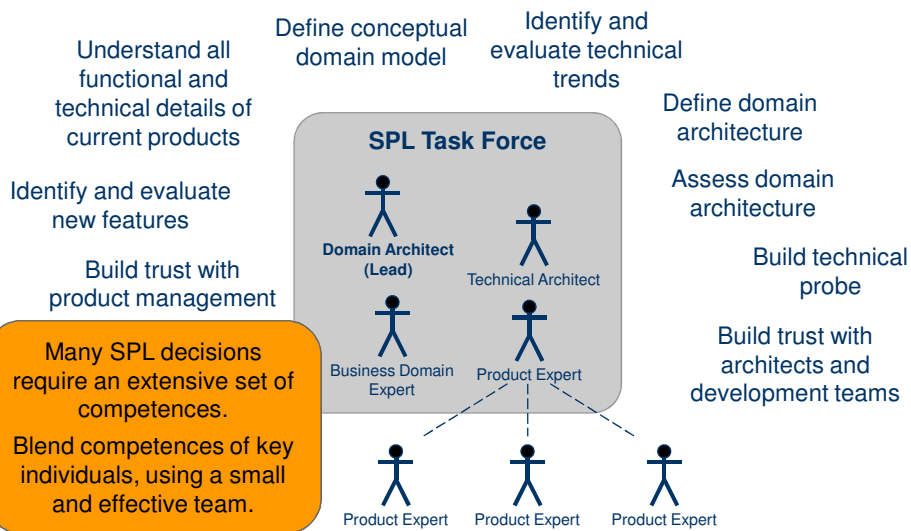 Understand all
functional and
technical details of
current products
Define conceptual
domain model
Identify and
evaluate technical
trends
Define domain
architecture
Identify and evaluate
new features
Assess domain
architecture
Build trust with
product management
Build technical
probe
Build trust with
architects and
development teams
SPL Task Force
Domain Architect
(Lead)
Technical Architect
Business Domain
Expert
Product Expert
Many SPL decisions
require an extensive set of
competences.
Blend competences of key
individuals, using a small
and effective team.
Product Expert
Product Expert
Product Expert